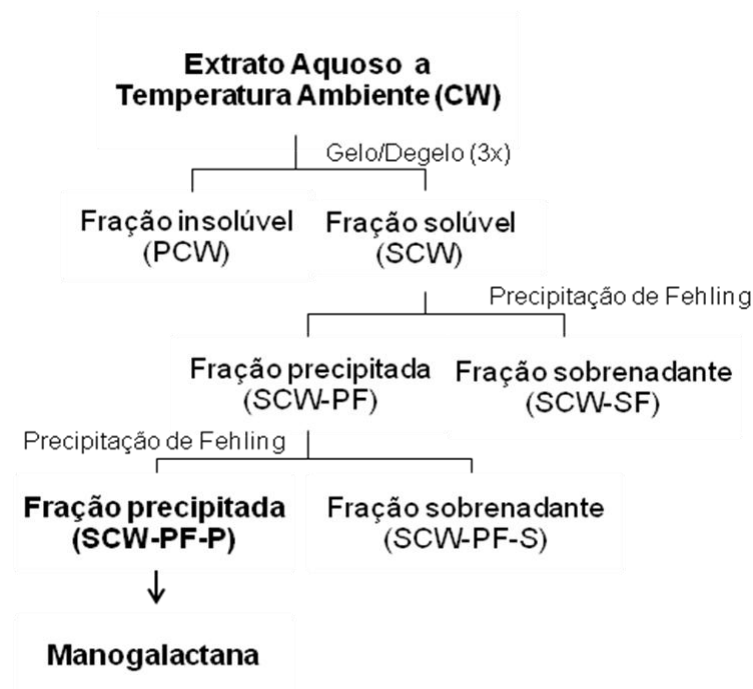 Extrato Aquoso a
Temperatura Ambiente (CW)
Gelo/Degelo (3x)
Fração insolúvel
(PCW)
Fração solúvel
(SCW)
Precipitação de Fehling
Fração precipitada
(SCW-PF)
Fração sobrenadante
(SCW-SF)
Precipitação de Fehling
Fração precipitada
(SCW-PF-P)
Fração sobrenadante
(SCW-PF-S)
Manogalactana